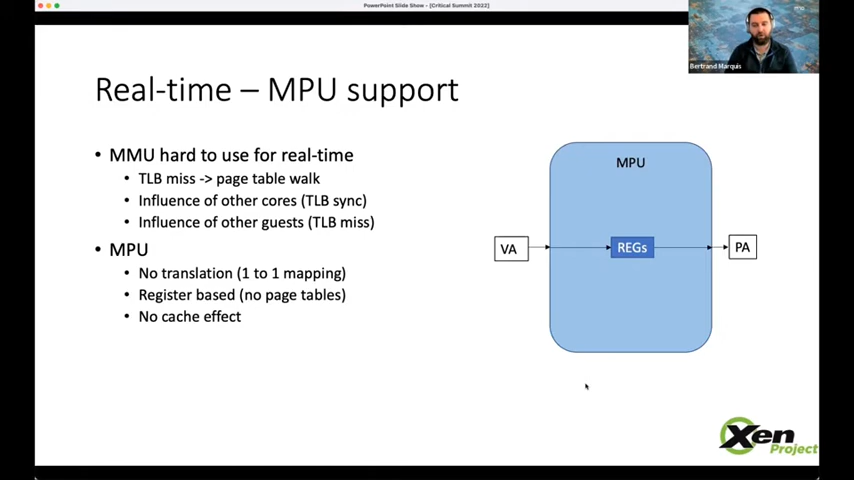 PowerPoint Slide Show - [Critical Summit 2022]
Bertrand Marquis
Real-time – MPU support
• MMU hard to use for real-time
• TLB miss -> page table walk
• Influence of other cores (TLB sync)
• Influence of other guests (TLB miss)
• MPU
• No translation (1 to 1 mapping)
• Register based (no page tables)
• No cache effect
MPU
VA
REGs
PA
Xen
Project